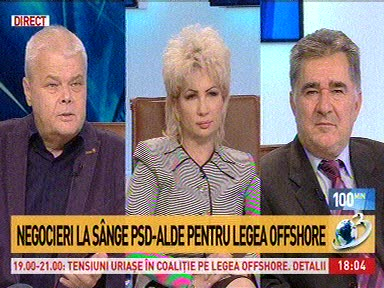 DIRECT
100 MIN
NEGOCIERI LA SÂNGE PSD-ALDE PENTRU LEGEA OFFSHORE
3
19.00-21.00: TENSIUNI URIAȘE ÎN COALIȚIE PE LEGEA OFFSHORE. DETALII
18:04